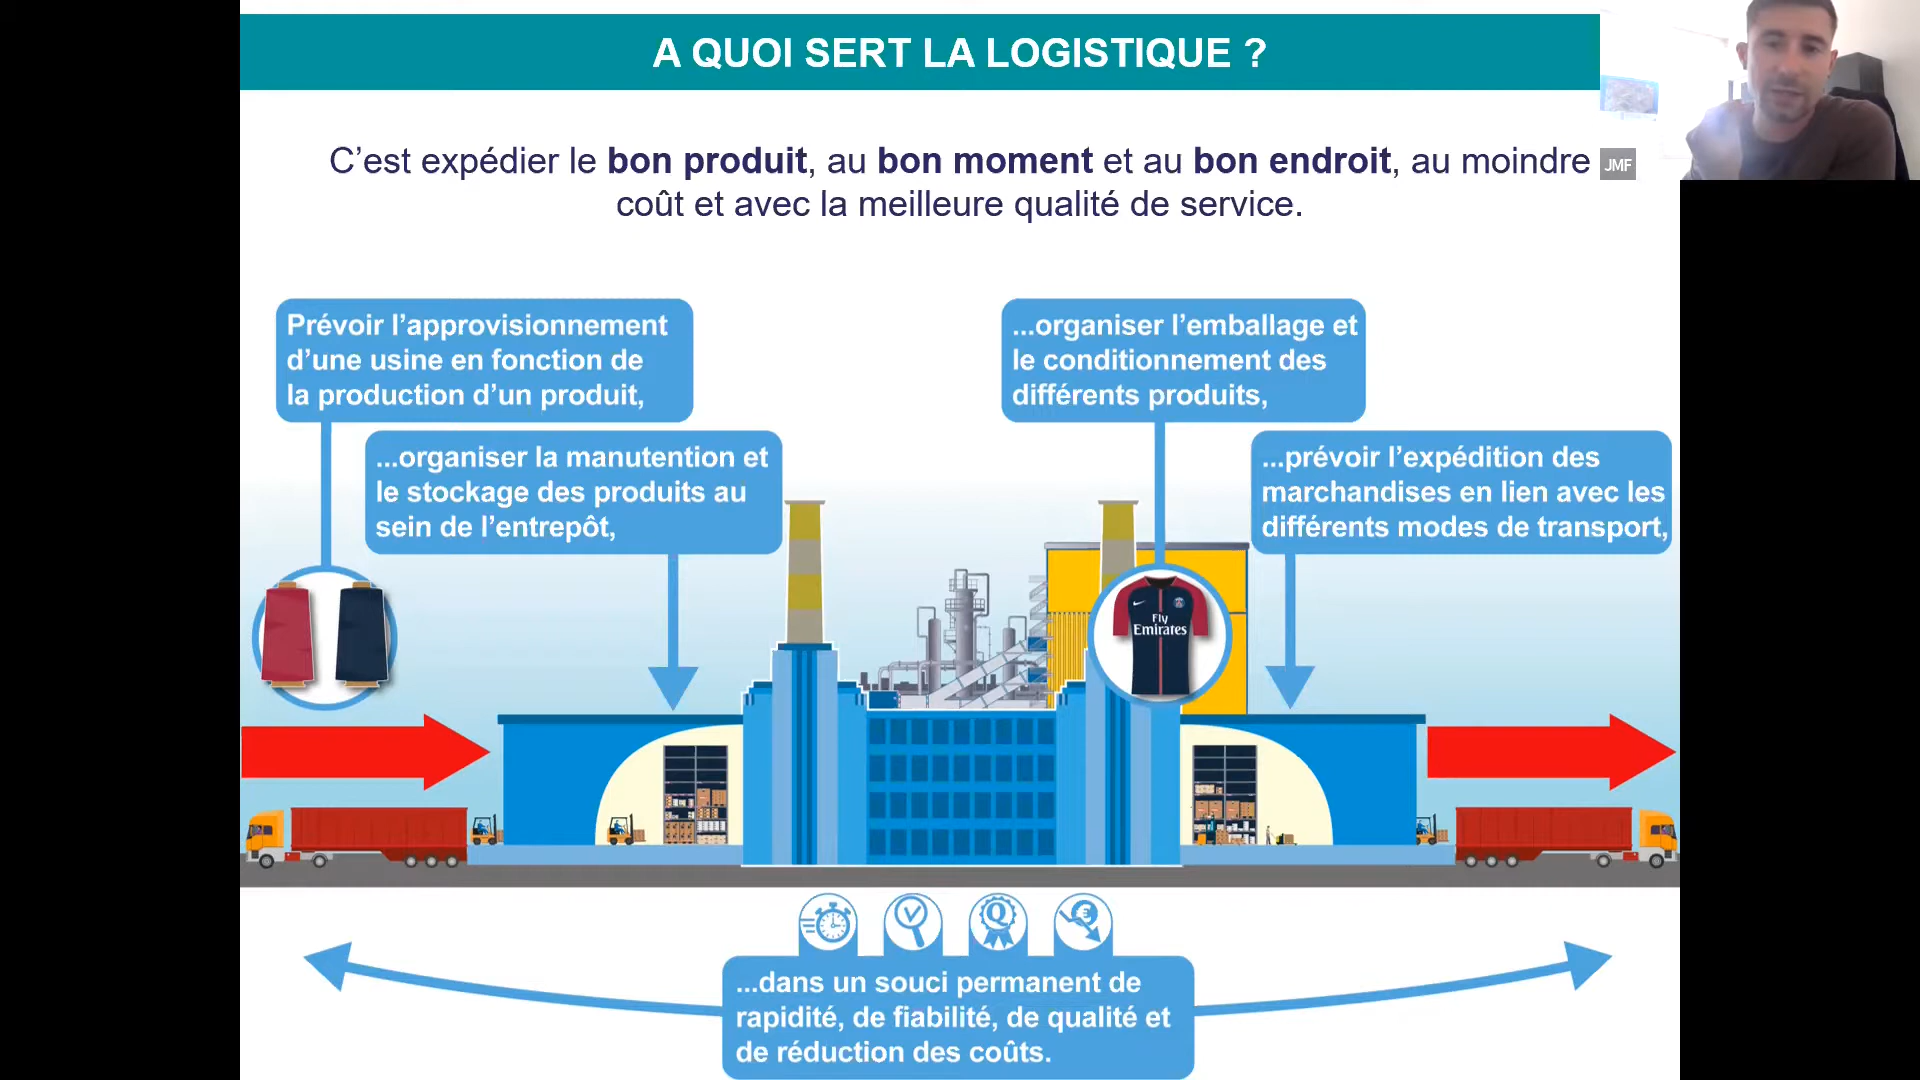 A QUOI SERT LA LOGISTIQUE ?
C’est expédier le bon produit, au bon moment et au bon endroit, au moindre
coût et avec la meilleure qualité de service.
JMF
Prévoir l’approvisionnement
d’une usine en fonction de
la production d’un produit,
...organiser la manutention et
le stockage des produits au
sein de l’entrepôt,
...organiser l’emballage et
le conditionnement des
différents produits,
...prévoir l’expédition des
marchandises en lien avec les
différents modes de transport,
Fly
Emirates
Q
...dans un souci permanent de
rapidité, de fiabilité, de qualité et
de réduction des coûts.